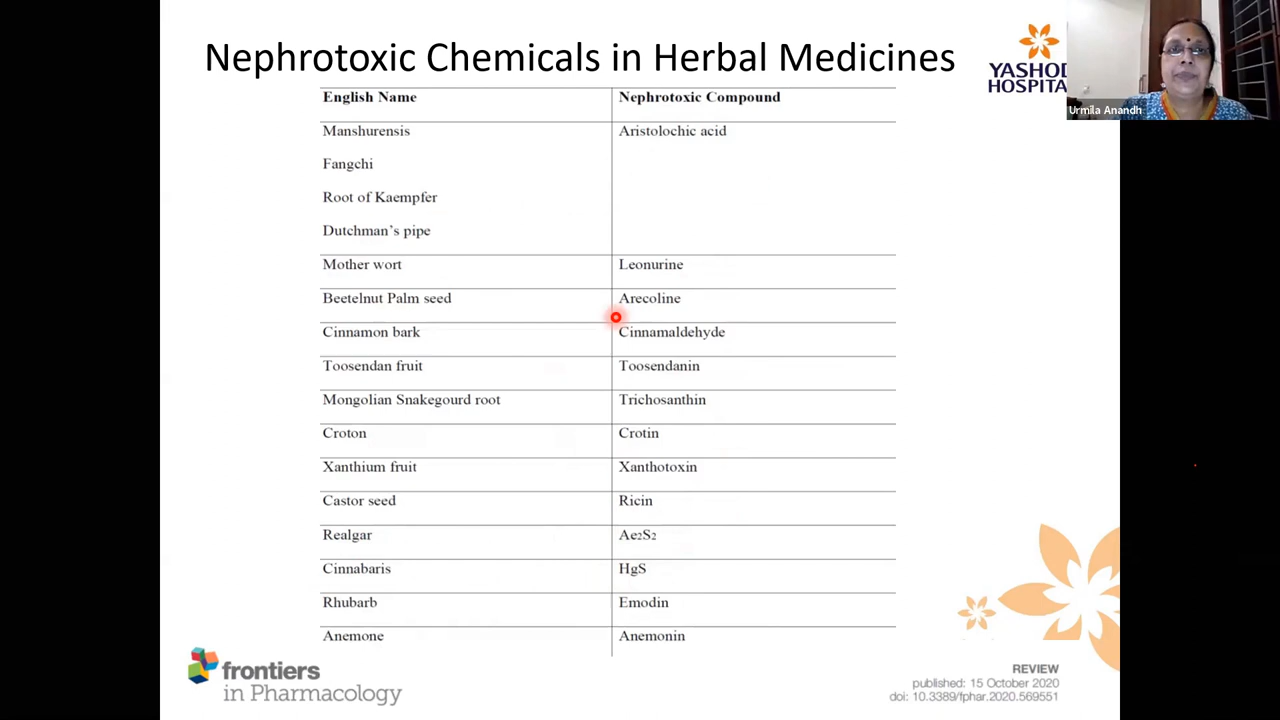 Nephrotoxic Chemicals in Herbal Medicines
YASHOD
HOSPITA
Urmila Anandh
English Name Nephrotoxic Compound
Manshurensis Aristolochic acid
Fangchi
Root of Kaempfer
Dutchman’s pipe
Mother wort Leonurine
Beetelnut Palm seed Arecoline
Cinnamon bark Cinnamaldehyde
Toosendan fruit Toosendanin
Mongolian Snakegourd root Trichosanthin
Croton Crotin
Xanthium fruit Xanthotoxin
Castor seed Ricin
Realgar Ae2S2
Cinnabaris HgS
Rhubarb Emodin
Anemone Anemonin
frontiers
in Pharmacology
REVIEW
published: 15 October 2020
doi: 10.3389/fphar.2020.569551